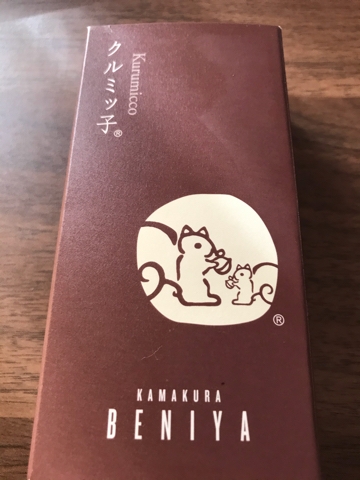 Kurumicco
クルミッ子®
®
KAMAKURA
BENIYA